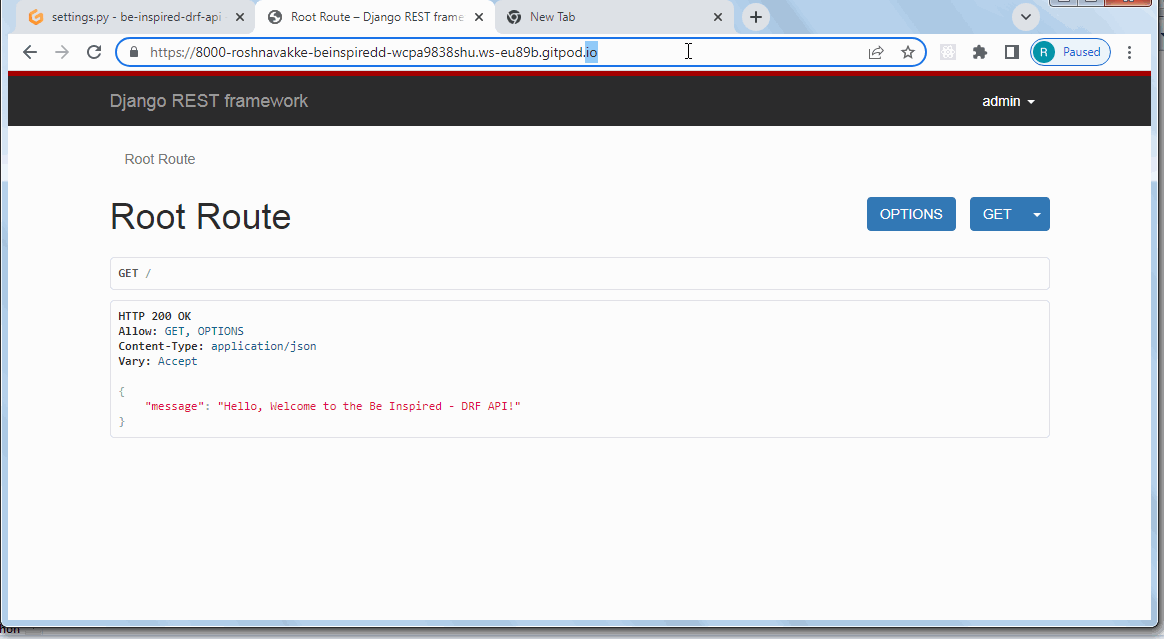 settings.py - be-inspired-drf-api
Root Route – Django REST frame
New Tab
https://8000-roshnavakke-beinspiredd-wcpa9838shu.ws-eu89b.gitpod.io
R Paused
Django REST framework
admin
Root Route
Root Route
OPTIONS
GET
GET /
HTTP 200 OK
Allow: GET, OPTIONS
Content-Type: application/json
Vary: Accept
{
"message": "Hello, Welcome to the Be Inspired - DRF API!"
}